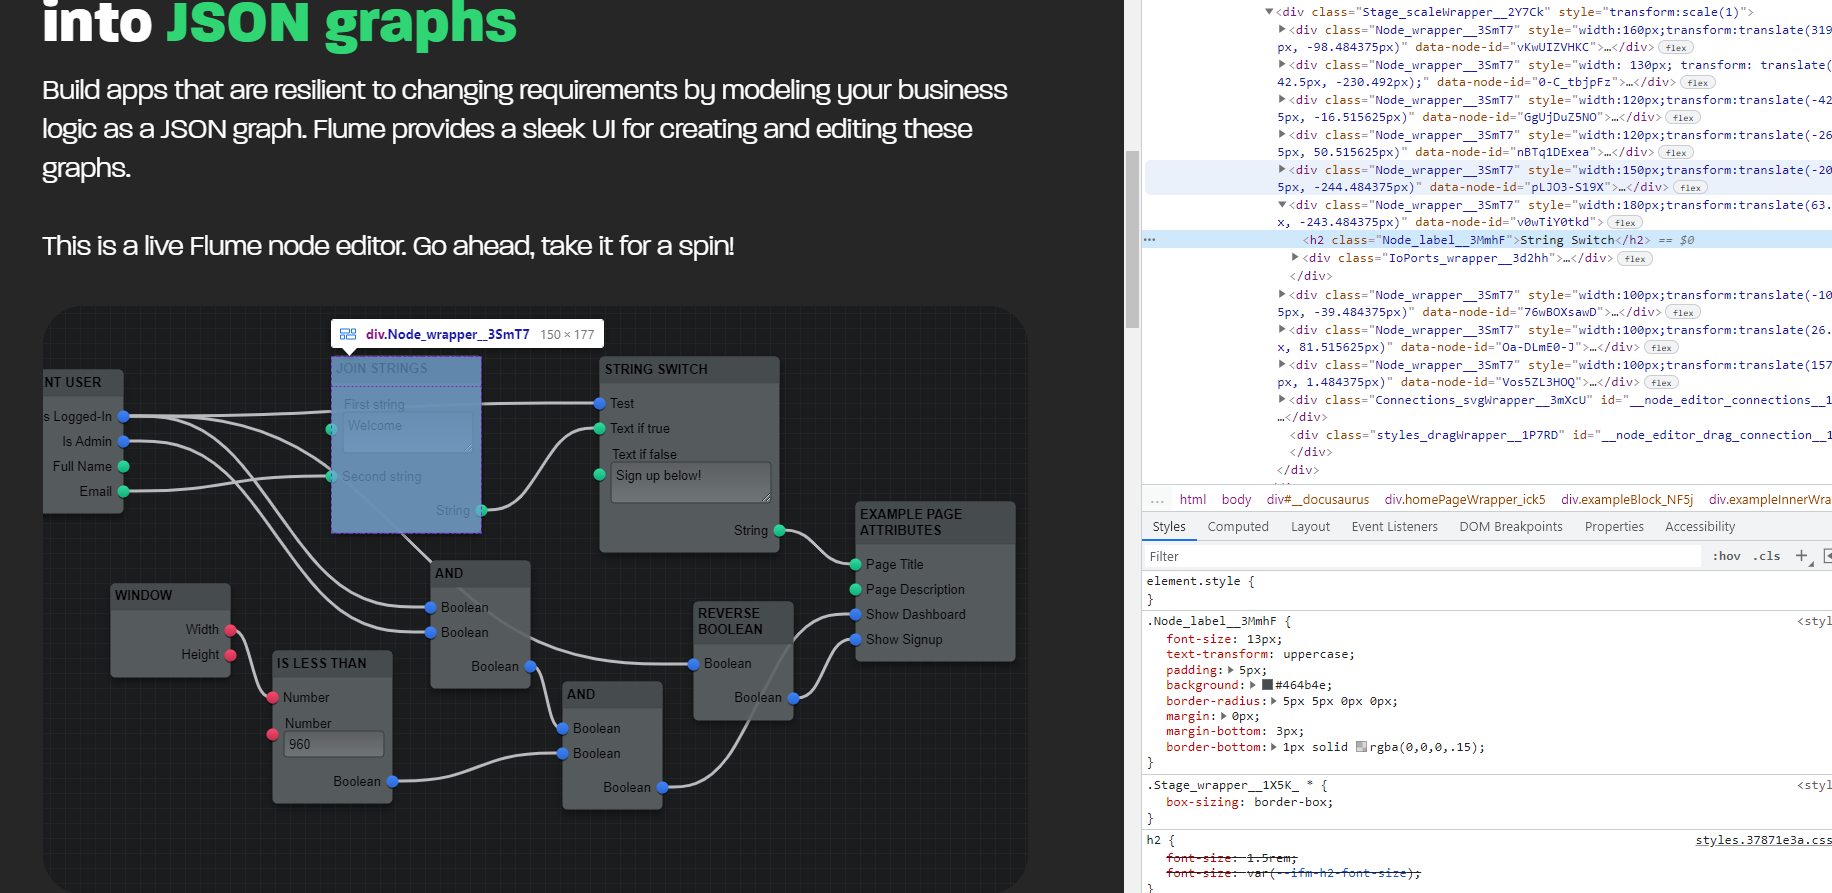 into JSON graphs
Build apps that are resilient to changing requirements by modeling your business
logic as a JSON graph. Flume provides a sleek UI for creating and editing these
graphs.
This is a live Flume node editor. Go ahead, take it for a spin!
div.Node_wrapper__3SmT7 150 × 177
NT USER
s Logged-In
Is Admin
Full Name
Email
JOIN STRINGS
First string
Welcome
Second string
String
STRING SWITCH
Test
Text if true
Text if false
Sign up below!
String
EXAMPLE PAGE
ATTRIBUTES
Page Title
Page Description
Show Dashboard
Show Signup
WINDOW
Width
Height
IS LESS THAN
Number
Number
960
Boolean
AND
Boolean
Boolean
Boolean
AND
Boolean
Boolean
Boolean
REVERSE
BOOLEAN
Boolean
Boolean
<div class="Stage_scaleWrapper__2Y7Ck" style="transform:scale(1)">
<div class="Node_wrapper__3SmT7" style="width:160px;transform:translate(319
px, -98.484375px)" data-node-id="vKwUIZVHKC">…</div> flex
<div class="Node_wrapper__3SmT7" style="width: 130px; transform: translate(
42.5px, -230.492px);" data-node-id="0-C_tbjpFz">…</div> flex
<div class="Node_wrapper__3SmT7" style="width:120px;transform:translate(-42
5px, -16.515625px)" data-node-id="GgUjDuZ5NO">…</div> flex
<div class="Node_wrapper__3SmT7" style="width:120px;transform:translate(-26
5px, 50.515625px)" data-node-id="nBTq1DExea">…</div> flex
<div class="Node_wrapper__3SmT7" style="width:150px;transform:translate(-20
5px, -244.484375px)" data-node-id="pLJO3-S19X">…</div> flex
<div class="Node_wrapper__3SmT7" style="width:180px;transform:translate(63.
x, -243.484375px)" data-node-id="v0wTiY0tkd"> flex
… <h2 class="Node_label__3MmhF">String Switch</h2> == $0
<div class="IoPorts_wrapper__3d2hh">…</div> flex
</div>
<div class="Node_wrapper__3SmT7" style="width:100px;transform:translate(-10
5px, -39.484375px)" data-node-id="76wBOXsawD">…</div> flex
<div class="Node_wrapper__3SmT7" style="width:100px;transform:translate(26.
x, 81.515625px)" data-node-id="Oa-DLmE0-J">…</div> flex
<div class="Node_wrapper__3SmT7" style="width:100px;transform:translate(157
px, 1.484375px)" data-node-id="Vos5ZL3HOQ">…</div> flex
<div class="Connections_svgWrapper__3mXcU" id="__node_editor_connections__1
…</div>
<div class="styles_dragWrapper__1P7RD" id="__node_editor_drag_connection__1
</div>
</div>
… html body div#__docusaurus div.homePageWrapper_ick5 div.exampleBlock_NF5j div.exampleInnerWra
Styles Computed Layout Event Listeners DOM Breakpoints Properties Accessibility
Filter :hov .cls +
element.style {
}
.Node_label__3MmhF { <styl
font-size: 13px;
text-transform: uppercase;
padding: 5px;
background: #464b4e;
border-radius: 5px 5px 0px 0px;
margin: 0px;
margin-bottom: 3px;
border-bottom: 1px solid rgba(0,0,0,.15);
}
.Stage_wrapper__1X5K_ * { <styl
box-sizing: border-box;
}
h2 { styles.37871e3a.css
font-size: 1.5rem;
font-size: var(--ifm-h2-font-size);
}